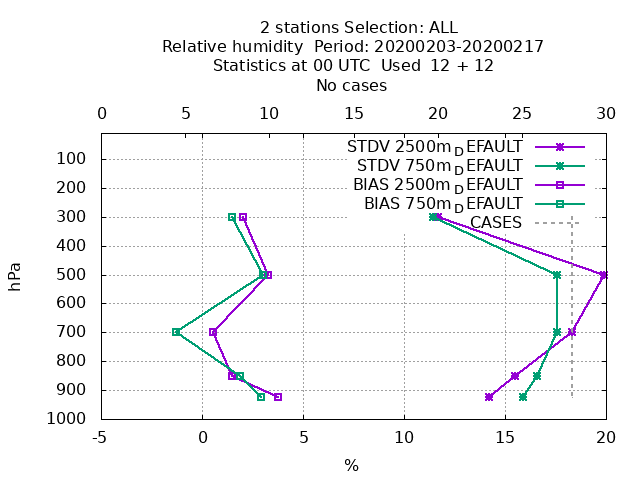 2 stations Selection: ALL
Relative humidity  Period: 20200203-20200217
Statistics at 00 UTC  Used  12 + 12
No cases
0 5 10 15 20 25 30
STDV 2500m_DEFAULT
STDV 750m_DEFAULT
BIAS 2500m_DEFAULT
BIAS 750m_DEFAULT
CASES
100
200
300
400
500
600
700
800
900
1000
hPa
-5 0 5 10 15 20
%